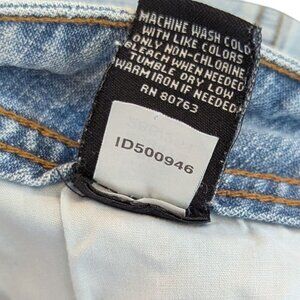 MACHINE WASH COLD
WITH LIKE COLORS
ONLY NON-CHLORINE
BLEACH WHEN NEEDED
TUMBLE DRY, LOW
WARM IRON IF NEEDED
RN 80763
ID500946